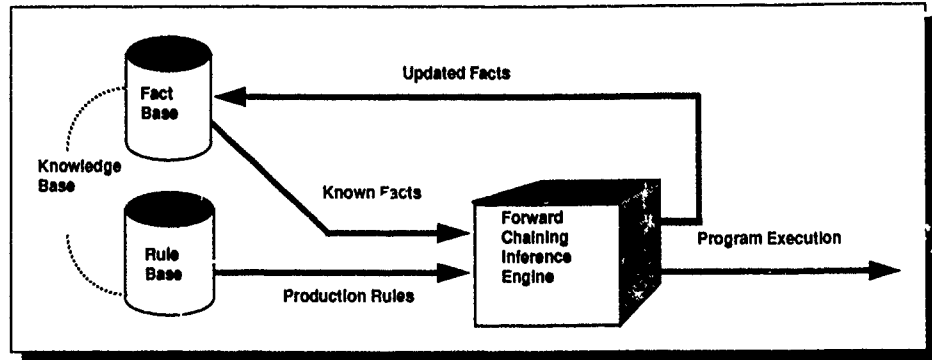 Updated Facts
Fact
Base
Knowledge
Base
Known Facts
Forward
Chaining
Inference
Engine
Program Execution
Rule
Base
Production Rules